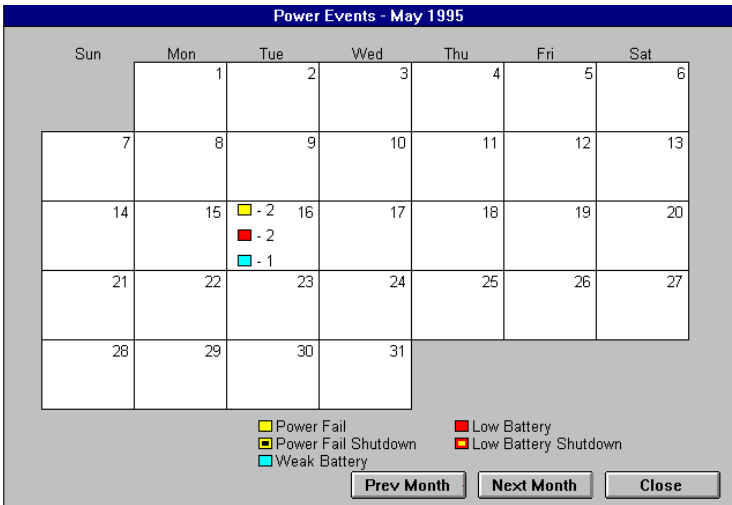 Power Events - May 1995
Sun Mon Tue Wed Thu Fri Sat
1 2 3 4 5 6
7 8 9 10 11 12 13
14 15 - 2 16 17 18 19 20
- 2
- 1
21 22 23 24 25 26 27
28 29 30 31
Power Fail Low Battery
Power Fail Shutdown Low Battery Shutdown
Weak Battery
Prev Month Next Month Close